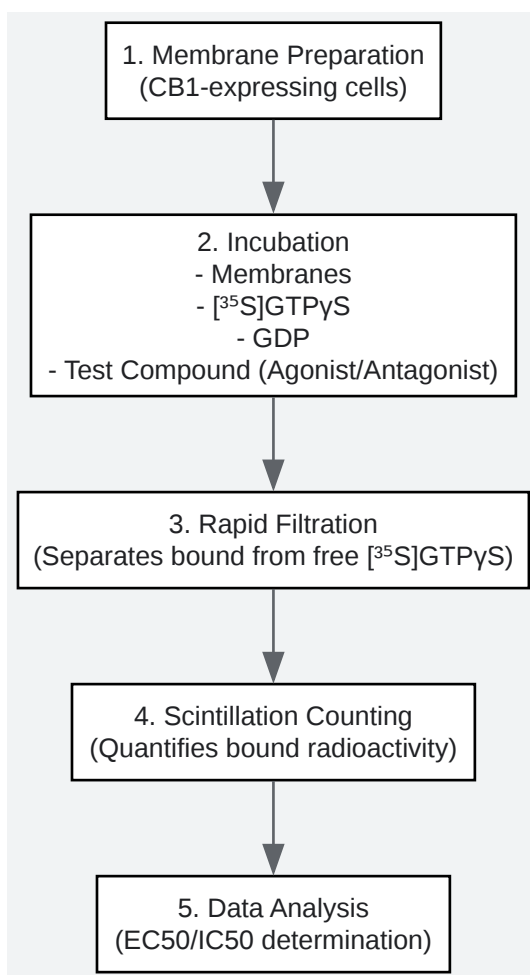 1. Membrane Preparation
(CB1-expressing cells)
2. Incubation
- Membranes
- [³⁵S]GTPγS
- GDP
- Test Compound (Agonist/Antagonist)
3. Rapid Filtration
(Separates bound from free [³⁵S]GTPγS)
4. Scintillation Counting
(Quantifies bound radioactivity)
5. Data Analysis
(EC50/IC50 determination)